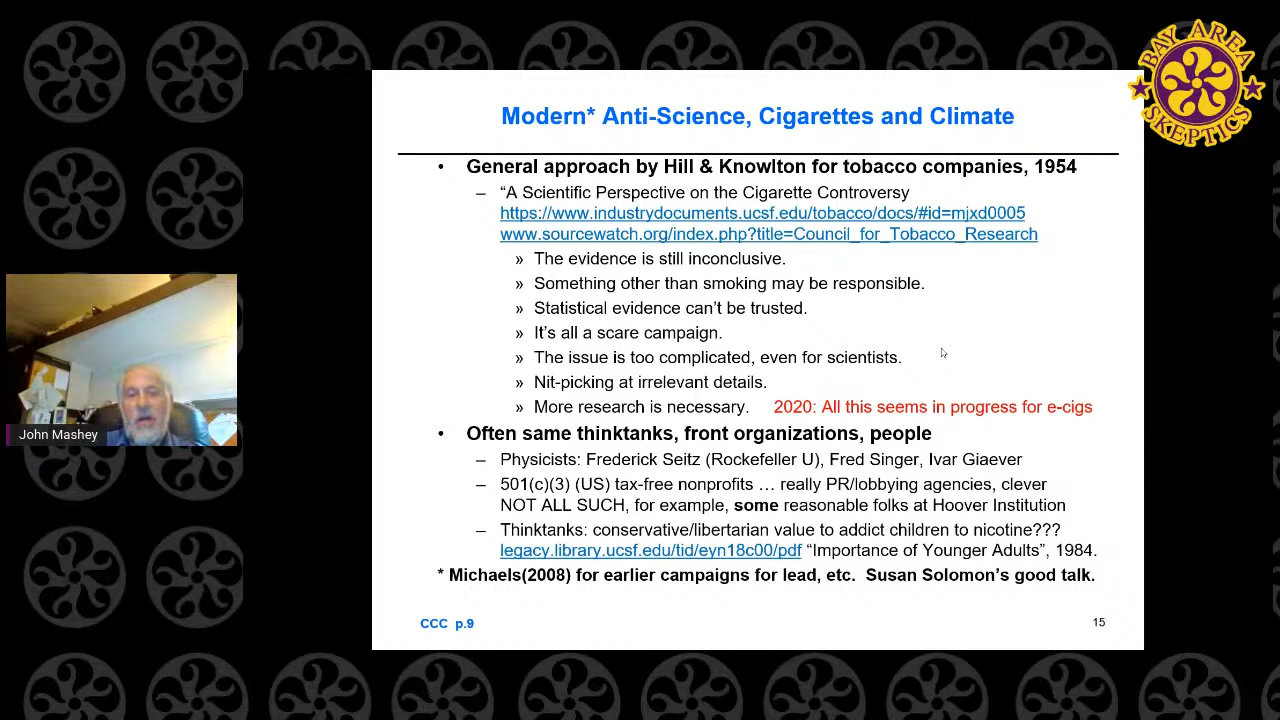 BAY AREA
SKEPTICS
Modern* Anti-Science, Cigarettes and Climate
• General approach by Hill & Knowlton for tobacco companies, 1954
– “A Scientific Perspective on the Cigarette Controversy
https://www.industrydocuments.ucsf.edu/tobacco/docs/#id=mjxd0005
www.sourcewatch.org/index.php?title=Council_for_Tobacco_Research
» The evidence is still inconclusive.
» Something other than smoking may be responsible.
» Statistical evidence can’t be trusted.
» It’s all a scare campaign.
» The issue is too complicated, even for scientists.
» Nit-picking at irrelevant details.
» More research is necessary. 2020: All this seems in progress for e-cigs
• Often same thinktanks, front organizations, people
– Physicists: Frederick Seitz (Rockefeller U), Fred Singer, Ivar Giaever
– 501(c)(3) (US) tax-free nonprofits … really PR/lobbying agencies, clever
NOT ALL SUCH, for example, some reasonable folks at Hoover Institution
– Thinktanks: conservative/libertarian value to addict children to nicotine???
legacy.library.ucsf.edu/tid/eyn18c00/pdf “Importance of Younger Adults”, 1984.
* Michaels(2008) for earlier campaigns for lead, etc. Susan Solomon’s good talk.
CCC p.9
15
John Mashey